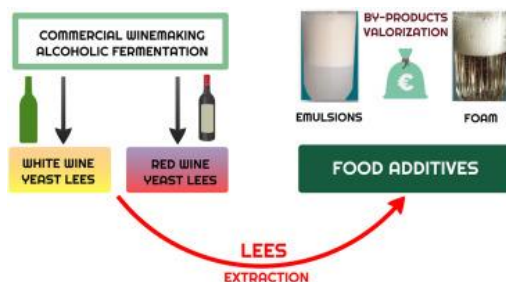 COMMERCIAL WINEMAKING
ALCOHOLIC FERMENTATION
WHITE WINE
YEAST LEES
RED WINE
YEAST LEES
BY-PRODUCTS
VALORIZATION
€
EMULSIONS
FOAM
FOOD ADDITIVES
LEES
EXTRACTION